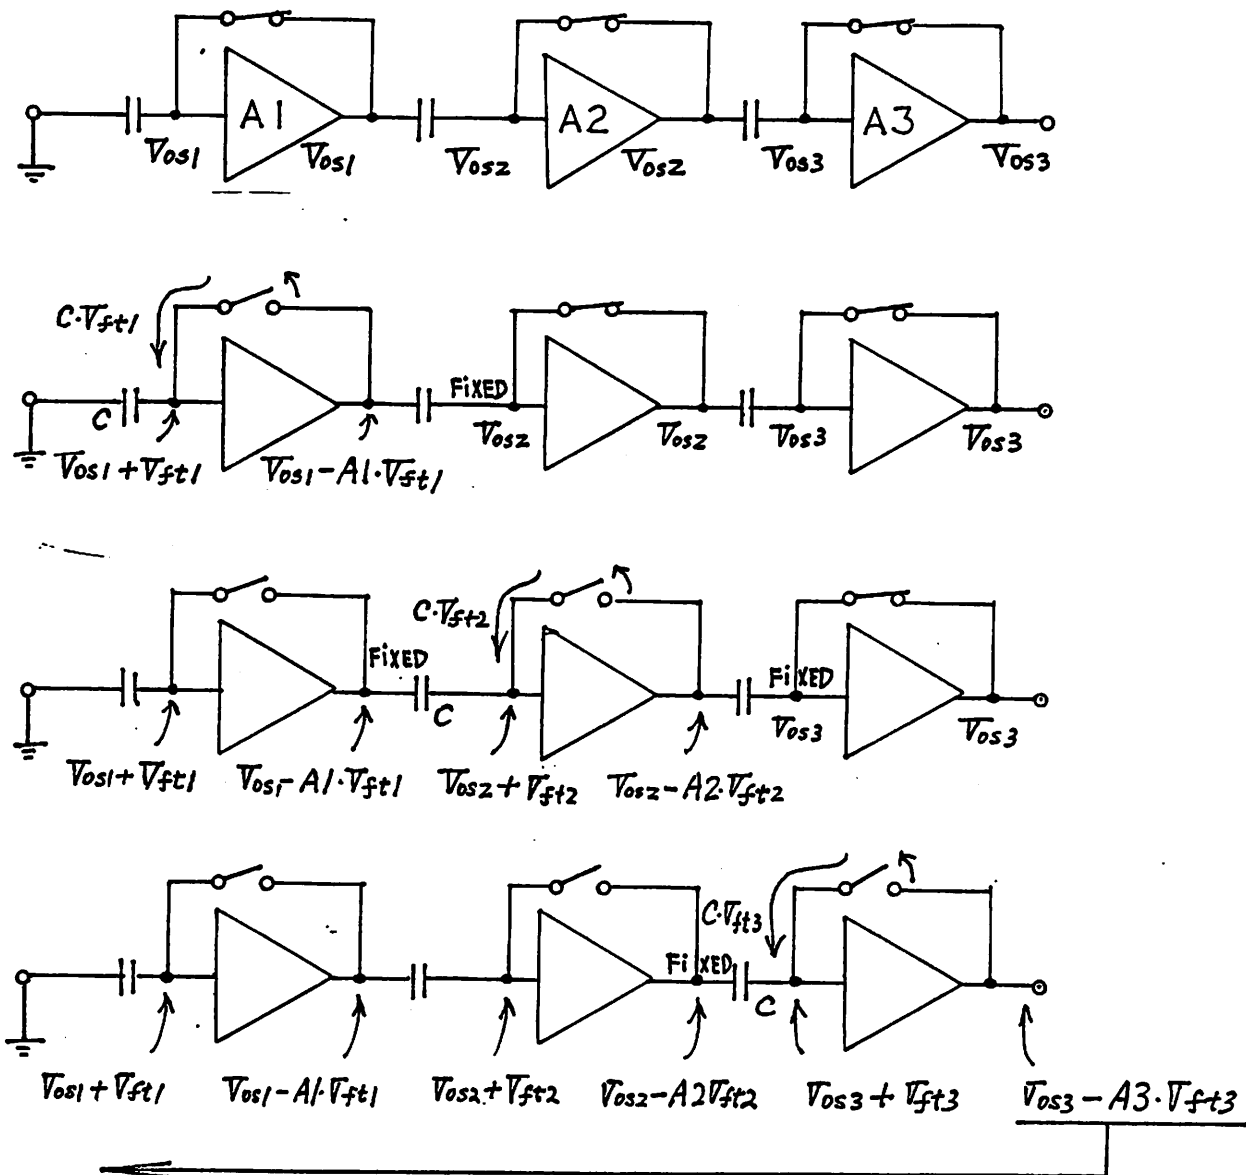 A1 A2 A3
Vos1 Vos1 Vos2 Vos2 Vos3 Vos3
C·Vft1
FiXED
C Vos2 Vos2 Vos3 Vos3
Vos1+Vft1 Vos1-A1·Vft1
C·Vft2
FiXED FiXED
C Vos3 Vos3
Vos1+Vft1 Vos1-A1·Vft1 Vos2+Vft2 Vos2-A2·Vft2
C·Vft3
FiXED
C
Vos1+Vft1 Vos1-A1·Vft1 Vos2+Vft2 Vos2-A2Vft2 Vos3+Vft3 Vos3-A3·Vft3